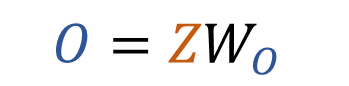 O = ZW_O